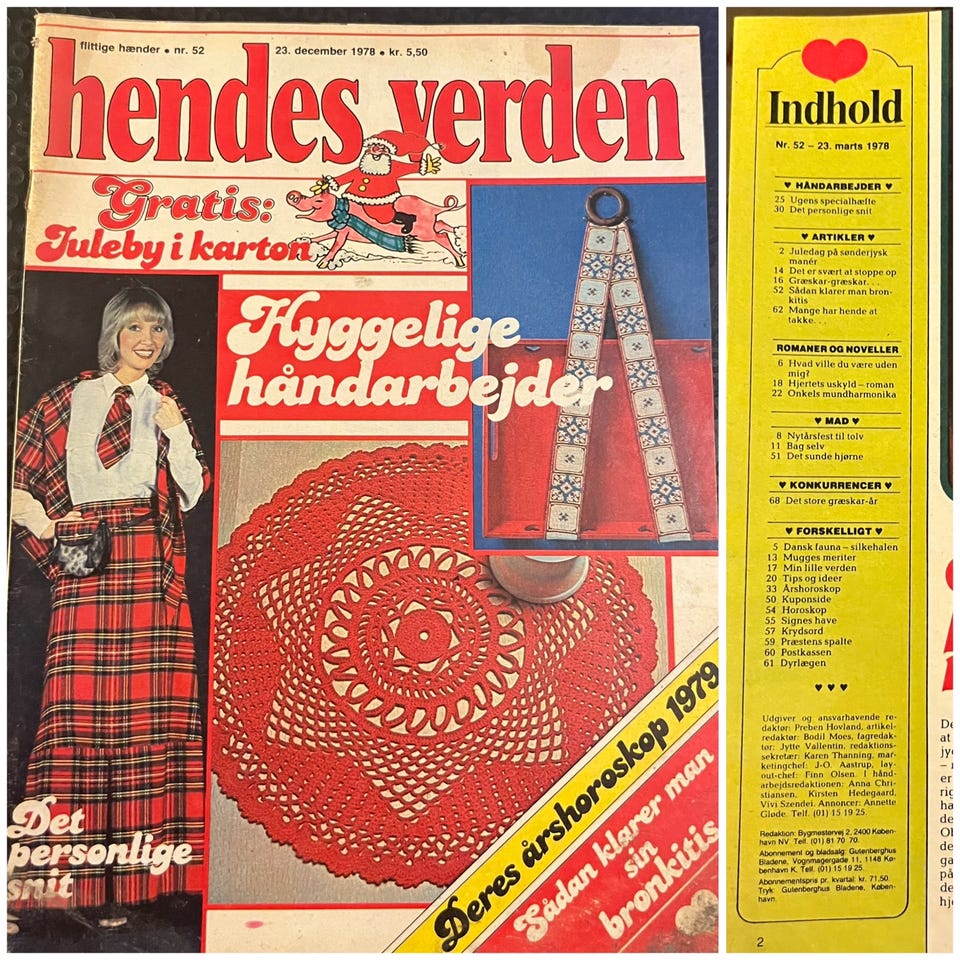 flittige hænder • nr. 52
23. december 1978 • kr. 5,50
hendes verden
Gratis:
Juleby i karton
Hyggelige
håndarbejder
Det
personlige
snit
Deres årshoroskop 1979
Sådan klarer man
sin
bronkitis
Indhold
Nr. 52 – 23. marts 1978
♥ HÅNDARBEJDER ♥
25 Ugens specialhæfte
30 Det personlige snit
♥ ARTIKLER ♥
2 Juledag på sønderjysk
manér
14 Det er svært at stoppe op
16 Græskar-græskar. . .
52 Sådan klarer man bron-
kitis
62 Mange har hende at
takke. . .
ROMANER OG NOVELLER
6 Hvad ville du være uden
mig?
18 Hjertets uskyld – roman
22 Onkels mundharmonika
♥ MAD ♥
8 Nytårsfest til tolv
11 Bag selv
51 Det sunde hjørne
♥ KONKURRENCER ♥
68 Det store græskar-år
♥ FORSKELLIGT ♥
5 Dansk fauna – silkehalen
13 Mugges meriter
17 Min lille verden
20 Tips og ideer
33 Årshoroskop
50 Kuponside
54 Horoskop
55 Signes have
57 Krydsord
59 Præstens spalte
60 Postkassen
61 Dyrlægen
♥ ♥ ♥
Udgiver og ansvarhavende re-
daktør: Preben Hovland, artikel-
redaktør: Bodil Moes, fagredak-
tør: Jytte Vallentin, redaktions-
sekretær: Karen Thanning, mar-
ketingchef: J-O. Aastrup, lay-
out-chef: Finn Olsen. I hånd-
arbejdsredaktionen: Anna Chri-
stiansen, Kirsten Hedegaard,
Vivi Szendei. Annoncer: Annette
Gløde. Telf. (01) 15 19 25.
Redaktion: Bygmestervej 2, 2400 Køben-
havn NV. Telf. (01) 81 70 70.
Abonnement og bladsalg: Gutenberghus
Bladene, Vognmagergade 11, 1148 Kø-
benhavn K. Telf. (01) 15 19 25.
Abonnementspris pr. kvartal: kr. 71,50.
Tryk: Gutenberghus Bladene, Køben-
havn.
2